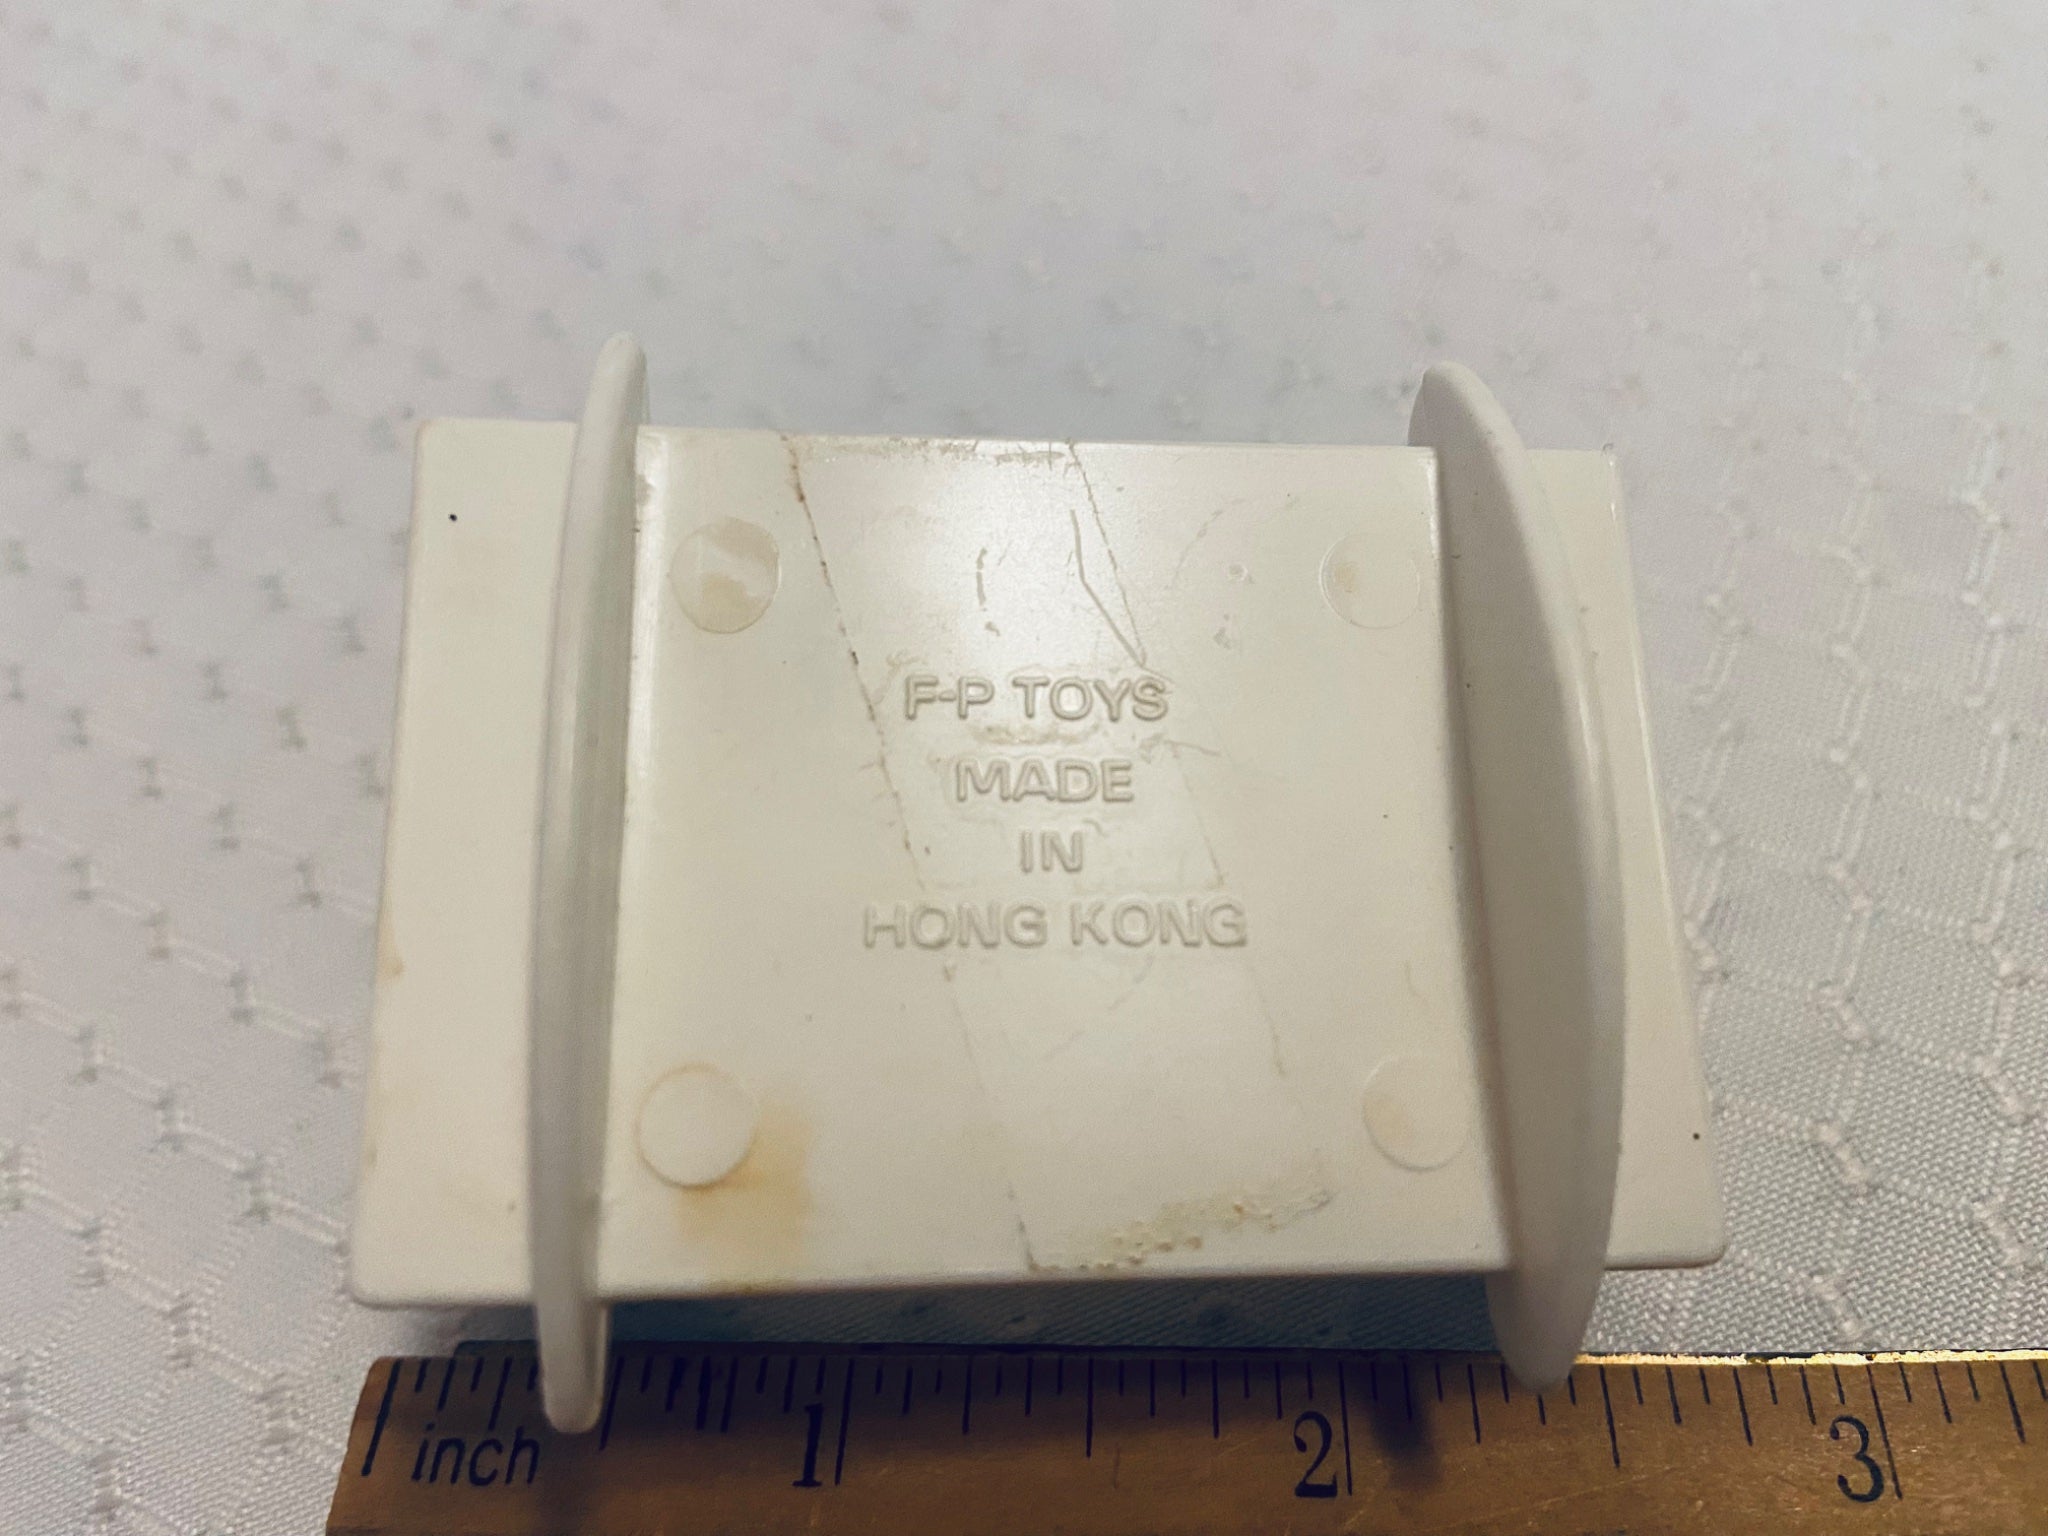 F-P TOYS
MADE
IN
HONG KONG
inch 1 2 3